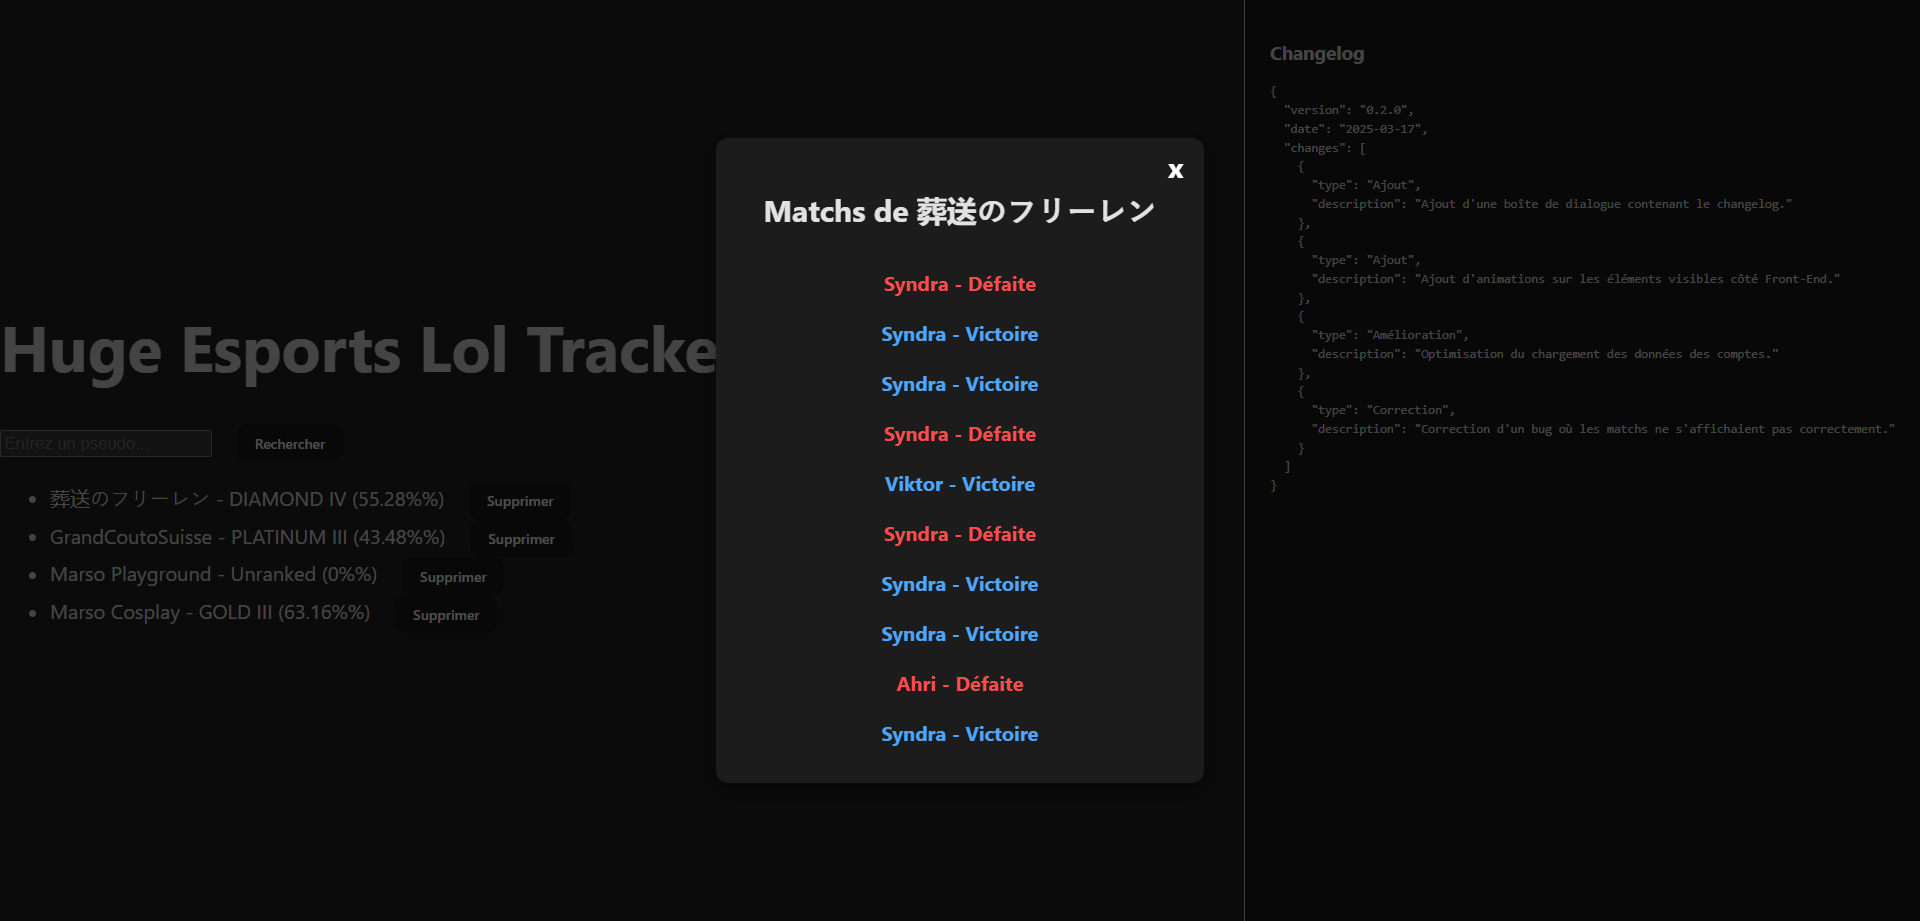 Huge Esports Lol Tracke
Entrez un pseudo...
Rechercher
葬送のフリーレン - DIAMOND IV (55.28%%)
Supprimer
GrandCoutoSuisse - PLATINUM III (43.48%%)
Supprimer
Marso Playground - Unranked (0%%)
Supprimer
Marso Cosplay - GOLD III (63.16%%)
Supprimer
x
Matchs de 葬送のフリーレン
Syndra - Défaite
Syndra - Victoire
Syndra - Victoire
Syndra - Défaite
Viktor - Victoire
Syndra - Défaite
Syndra - Victoire
Syndra - Victoire
Ahri - Défaite
Syndra - Victoire
Changelog
{
"version": "0.2.0",
"date": "2025-03-17",
"changes": [
{
"type": "Ajout",
"description": "Ajout d'une boîte de dialogue contenant le changelog."
},
{
"type": "Ajout",
"description": "Ajout d'animations sur les éléments visibles côté Front-End."
},
{
"type": "Amélioration",
"description": "Optimisation du chargement des données des comptes."
},
{
"type": "Correction",
"description": "Correction d'un bug où les matchs ne s'affichaient pas correctement."
}
]
}